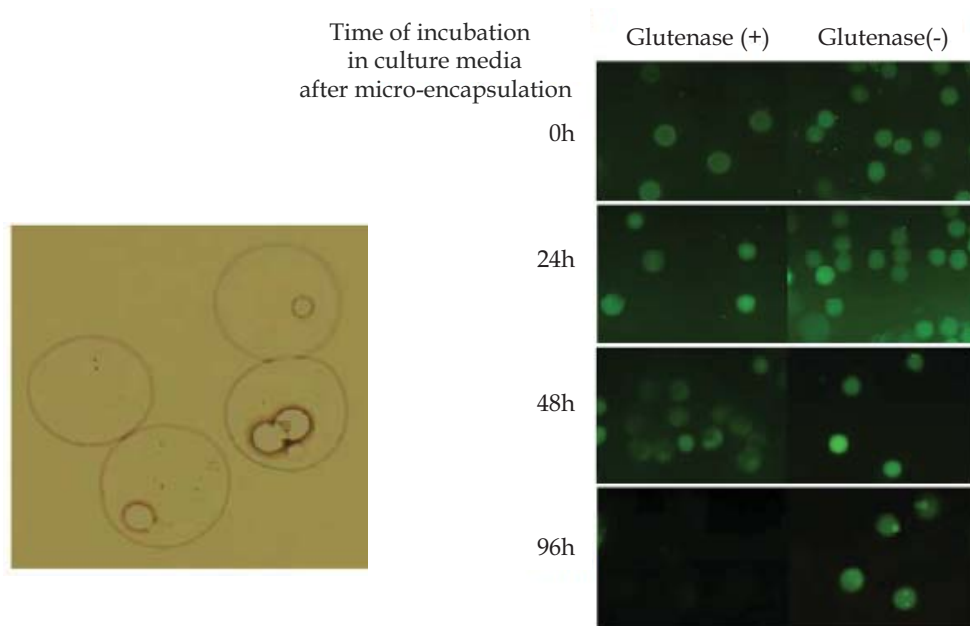 Time of incubation
in culture media
after micro-encapsulation
Glutenase (+)
Glutenase(-)
0h
24h
48h
96h